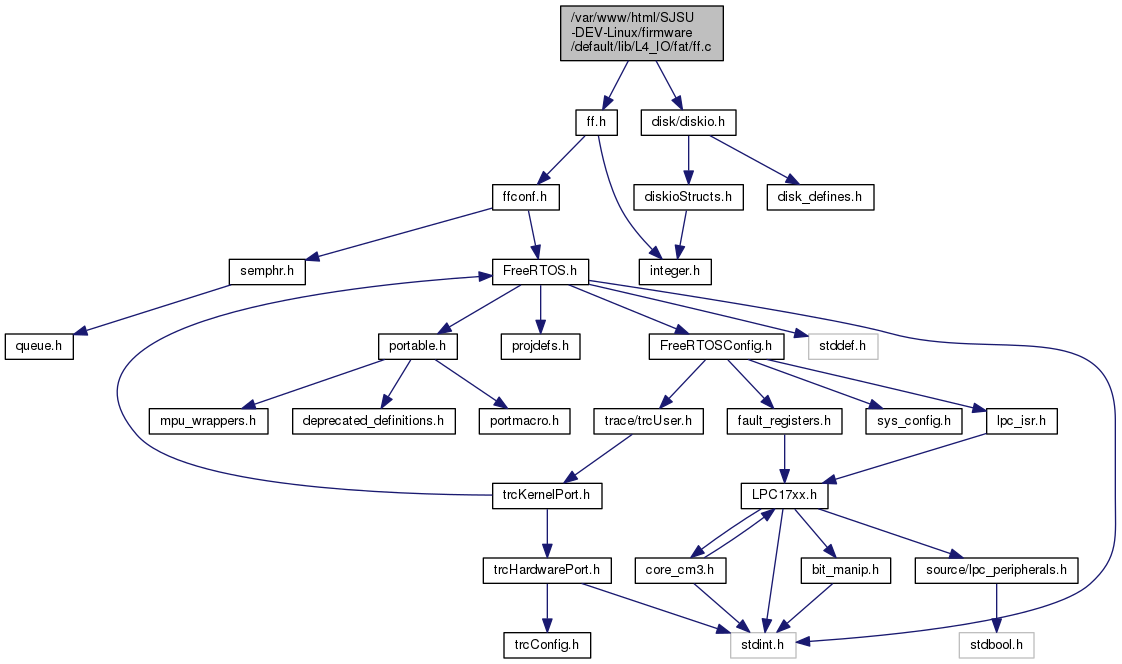 /var/www/html/SJSU
-DEV-Linux/firmware
/default/lib/L4_IO/fat/ff.c
ff.h
disk/diskio.h
ffconf.h
diskioStructs.h
disk_defines.h
semphr.h
FreeRTOS.h
integer.h
queue.h
portable.h
projdefs.h
FreeRTOSConfig.h
stddef.h
mpu_wrappers.h
deprecated_definitions.h
portmacro.h
trace/trcUser.h
fault_registers.h
sys_config.h
lpc_isr.h
trcKernelPort.h
LPC17xx.h
trcHardwarePort.h
core_cm3.h
bit_manip.h
source/lpc_peripherals.h
trcConfig.h
stdint.h
stdbool.h